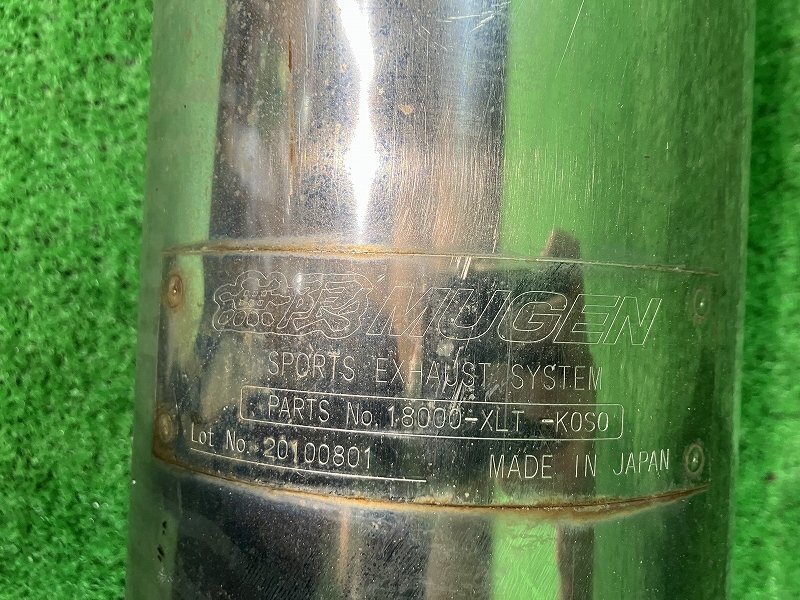 無限 MUGEN
SPORTS EXHAUST SYSTEM
PARTS No. 18000-XLT -K0S0
Lot No. 20100801
MADE IN JAPAN